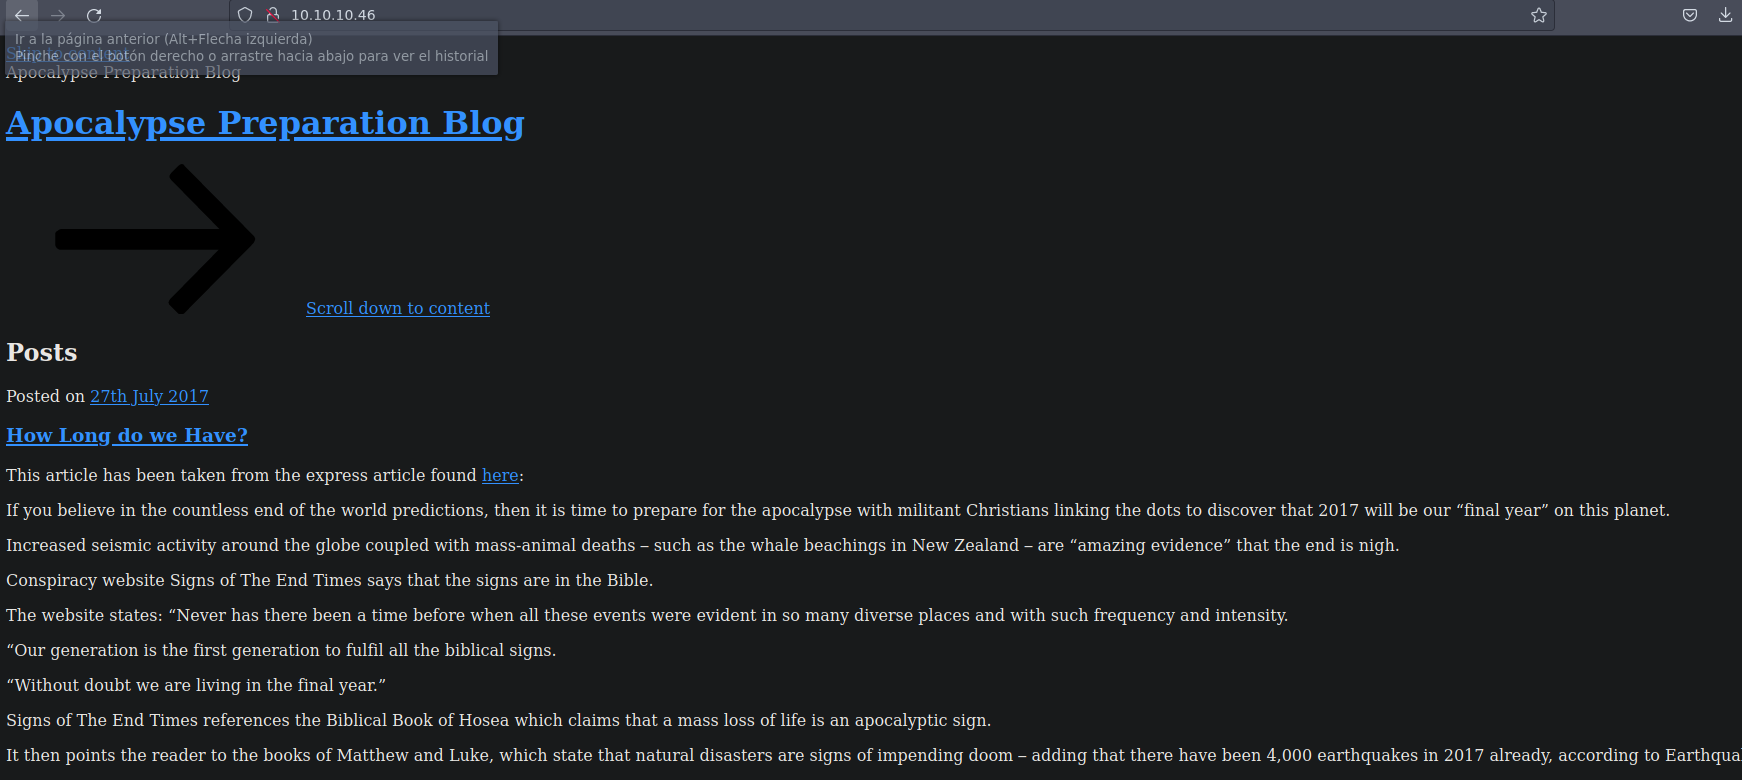 10.10.10.46
Ir a la página anterior (Alt+Flecha izquierda)
Skip to content
Pinche con el botón derecho o arrastre hacia abajo para ver el historial
Apocalypse Preparation Blog
Apocalypse Preparation Blog
Scroll down to content
Posts
Posted on 27th July 2017
How Long do we Have?
This article has been taken from the express article found here:
If you believe in the countless end of the world predictions, then it is time to prepare for the apocalypse with militant Christians linking the dots to discover that 2017 will be our “final year” on this planet.
Increased seismic activity around the globe coupled with mass-animal deaths – such as the whale beachings in New Zealand – are “amazing evidence” that the end is nigh.
Conspiracy website Signs of The End Times says that the signs are in the Bible.
The website states: “Never has there been a time before when all these events were evident in so many diverse places and with such frequency and intensity.
“Our generation is the first generation to fulfil all the biblical signs.
“Without doubt we are living in the final year.”
Signs of The End Times references the Biblical Book of Hosea which claims that a mass loss of life is an apocalyptic sign.
It then points the reader to the books of Matthew and Luke, which state that natural disasters are signs of impending doom – adding that there have been 4,000 earthquakes in 2017 already, according to Earthqua